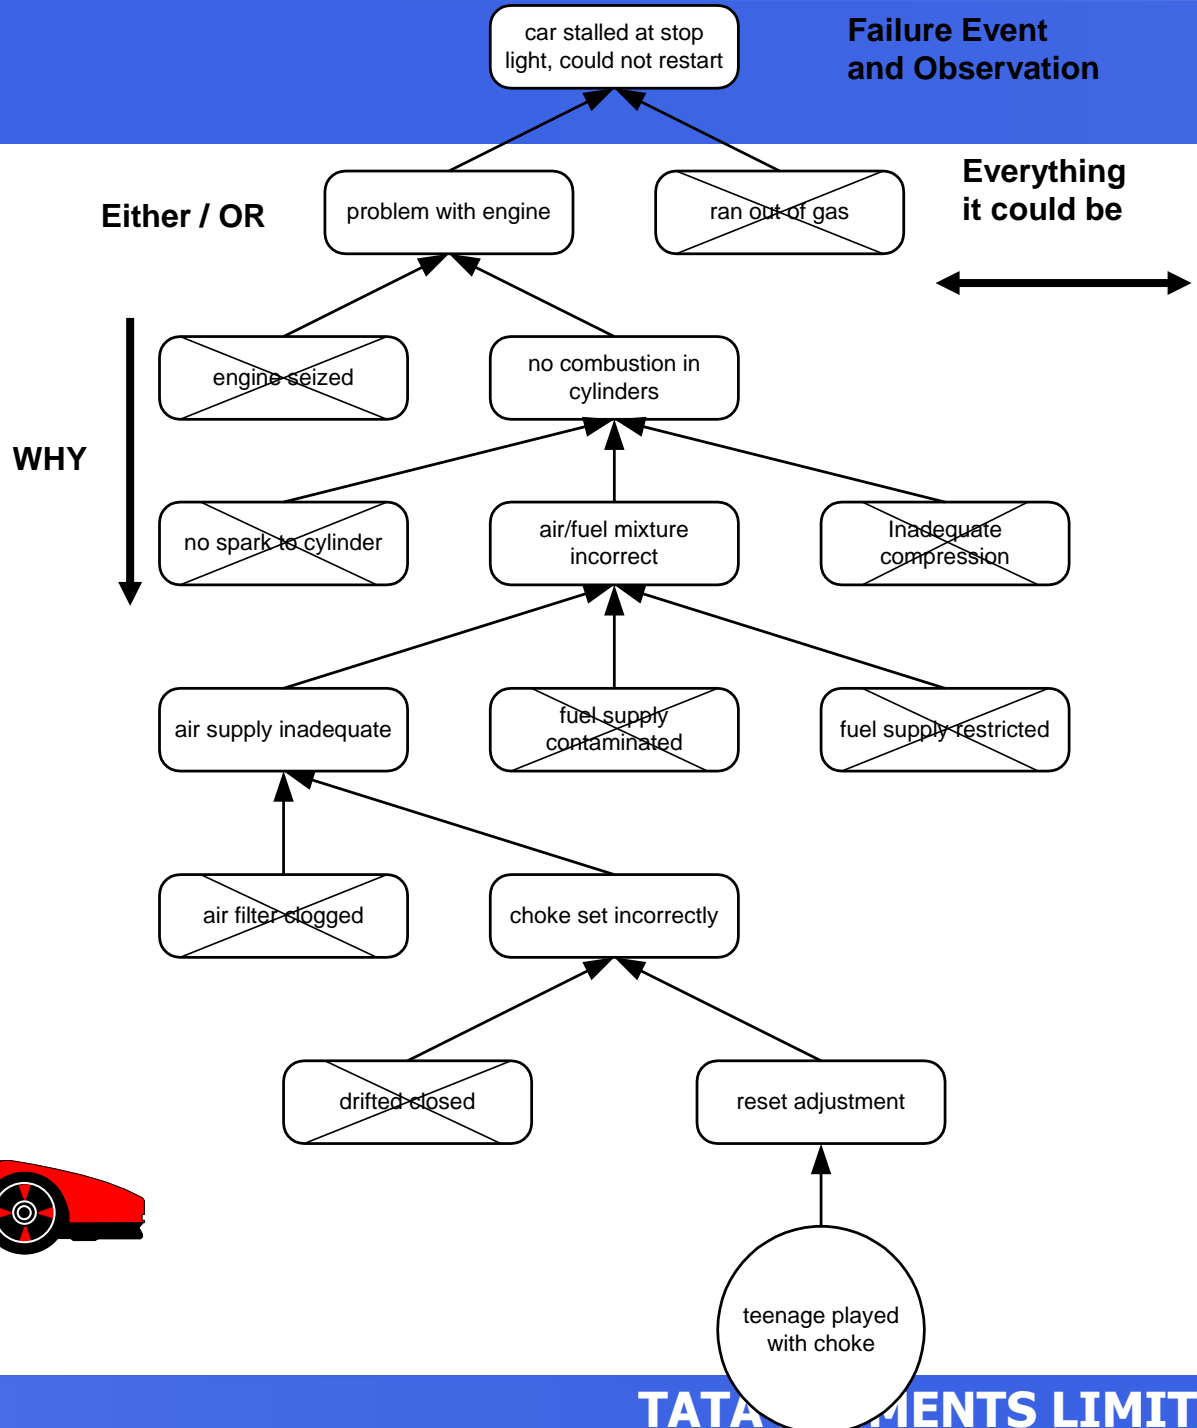 car stalled at stop
light, could not restart
Failure Event
and Observation
Either / OR
problem with engine
ran out of gas
Everything
it could be
engine seized
no combustion in
cylinders
WHY
no spark to cylinder
air/fuel mixture
incorrect
Inadequate
compression
air supply inadequate
fuel supply
contaminated
fuel supply restricted
air filter clogged
choke set incorrectly
drifted closed
reset adjustment
teenage played
with choke
TATA MENTS LIMIT